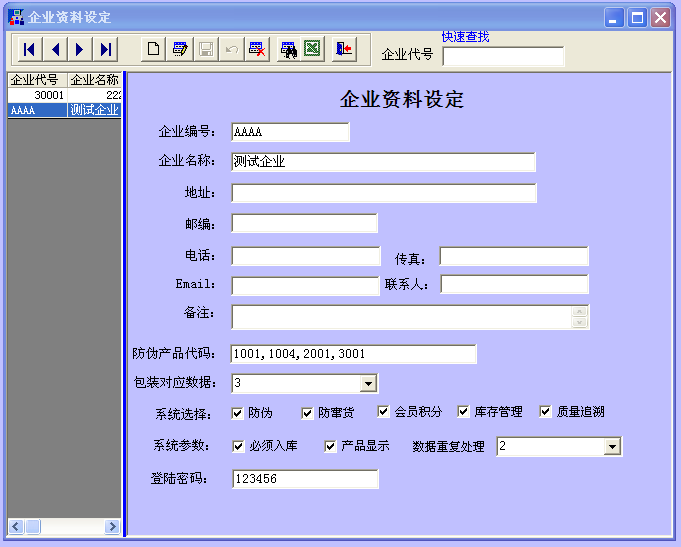 企业资料设定
快速查找
企业代号
企业代号 企业名称
30001 222
AAAA 测试企业
企业资料设定
企业编号: AAAA
企业名称: 测试企业
地址:
邮编:
电话: 传真:
Email: 联系人:
备注:
防伪产品代码: 1001,1004,2001,3001
包装对应数据: 3
系统选择: 防伪 防窜货 会员积分 库存管理 质量追溯
系统参数: 必须入库 产品显示 数据重复处理 2
登陆密码: 123456